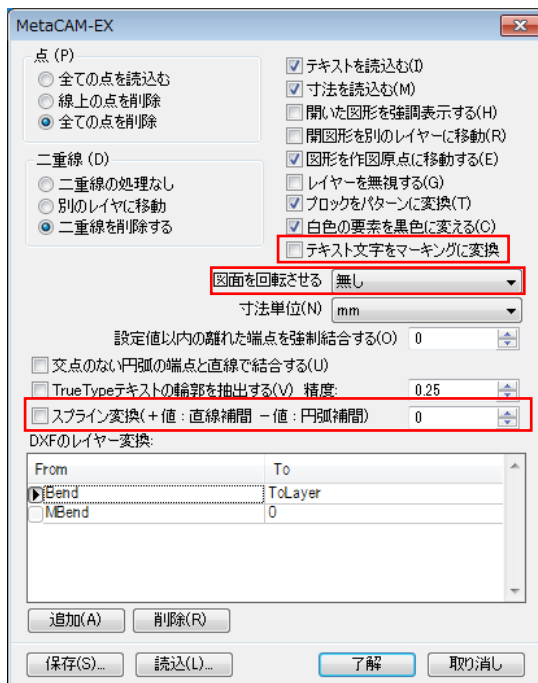 MetaCAM-EX
点 (P)
全ての点を読込む
線上の点を削除
全ての点を削除
二重線 (D)
二重線の処理なし
別のレイヤに移動
二重線を削除する
テキストを読込む(I)
寸法を読込む(M)
開いた図形を強調表示する(H)
開図形を別のレイヤーに移動(R)
図形を作図原点に移動する(E)
レイヤーを無視する(G)
ブロックをパターンに変換(T)
白色の要素を黒色に変える(C)
テキスト文字をマーキングに変換
図面を回転させる 無し
寸法単位(N) mm
設定値以内の離れた端点を強制結合する(O) 0
交点のない円弧の端点と直線で結合する(U)
TrueTypeテキストの輪郭を抽出する(V) 精度: 0.25
スプライン変換(+値:直線補間 -値:円弧補間) 0
DXFのレイヤー変換:
From To
Bend ToLayer
MBend 0
追加(A) 削除(R)
保存(S)... 読込(L)... 了解 取り消し